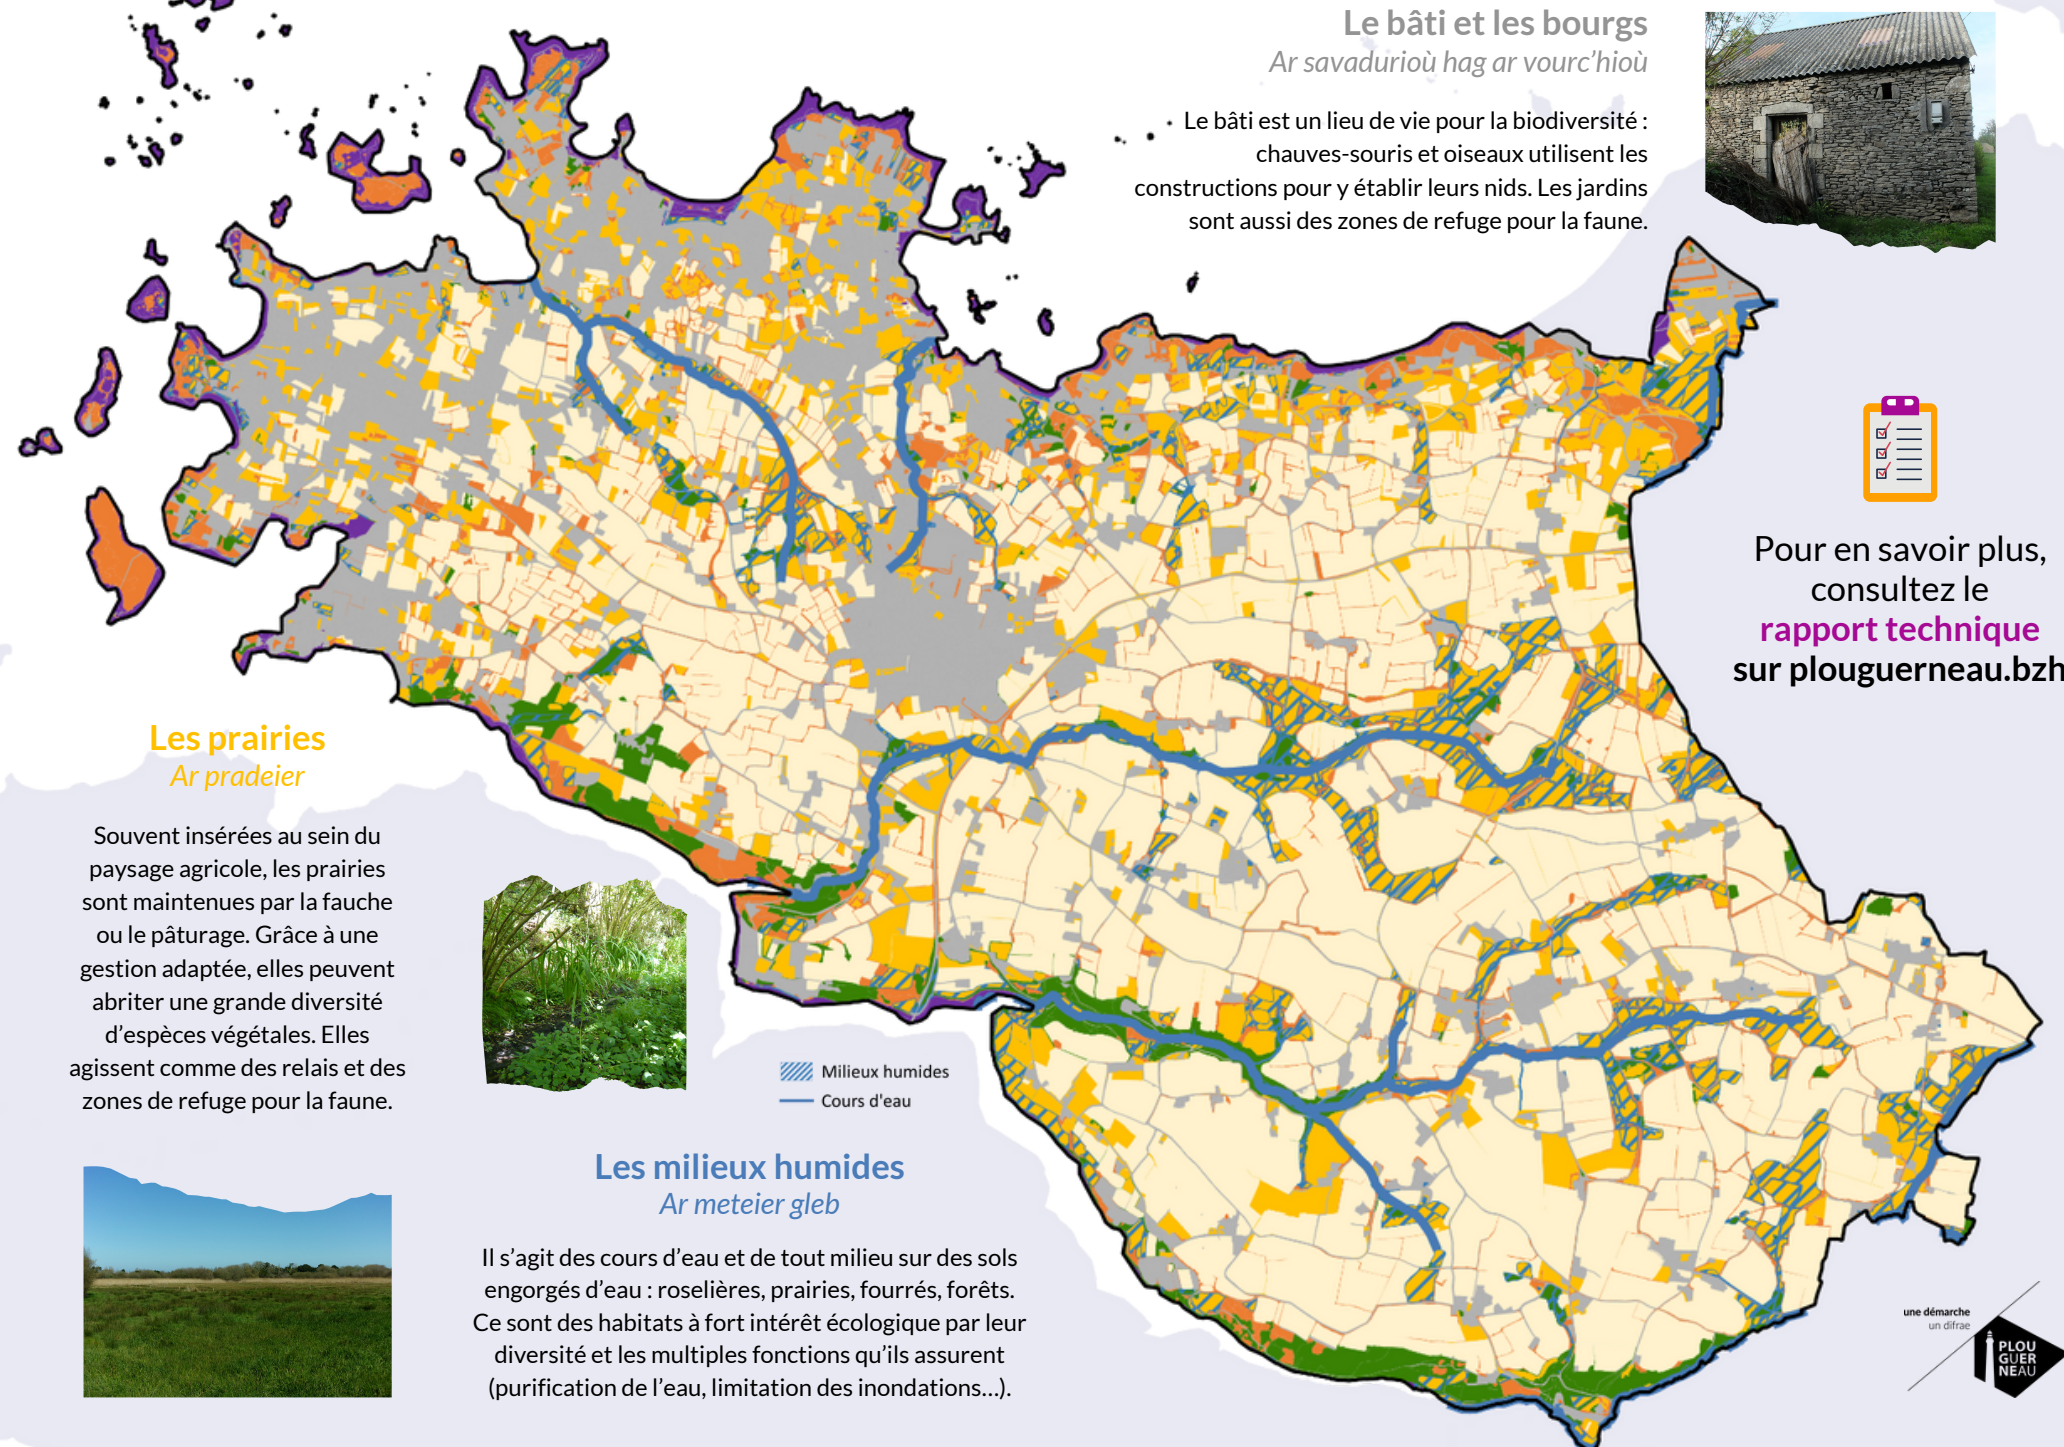 Le bâti et les bourgs
Ar savadurioù hag ar vourc’hioù
Le bâti est un lieu de vie pour la biodiversité :
chauves-souris et oiseaux utilisent les
constructions pour y établir leurs nids. Les jardins
sont aussi des zones de refuge pour la faune.
Pour en savoir plus,
consultez le
rapport technique
sur plouguerneau.bzh
Les prairies
Ar pradeier
Souvent insérées au sein du
paysage agricole, les prairies
sont maintenues par la fauche
ou le pâturage. Grâce à une
gestion adaptée, elles peuvent
abriter une grande diversité
d’espèces végétales. Elles
agissent comme des relais et des
zones de refuge pour la faune.
Milieux humides
Cours d'eau
Les milieux humides
Ar meteier gleb
Il s’agit des cours d’eau et de tout milieu sur des sols
engorgés d’eau : roselières, prairies, fourrés, forêts.
Ce sont des habitats à fort intérêt écologique par leur
diversité et les multiples fonctions qu’ils assurent
(purification de l’eau, limitation des inondations...).
une démarche
un difrae
PLOU
GUER
NEAU